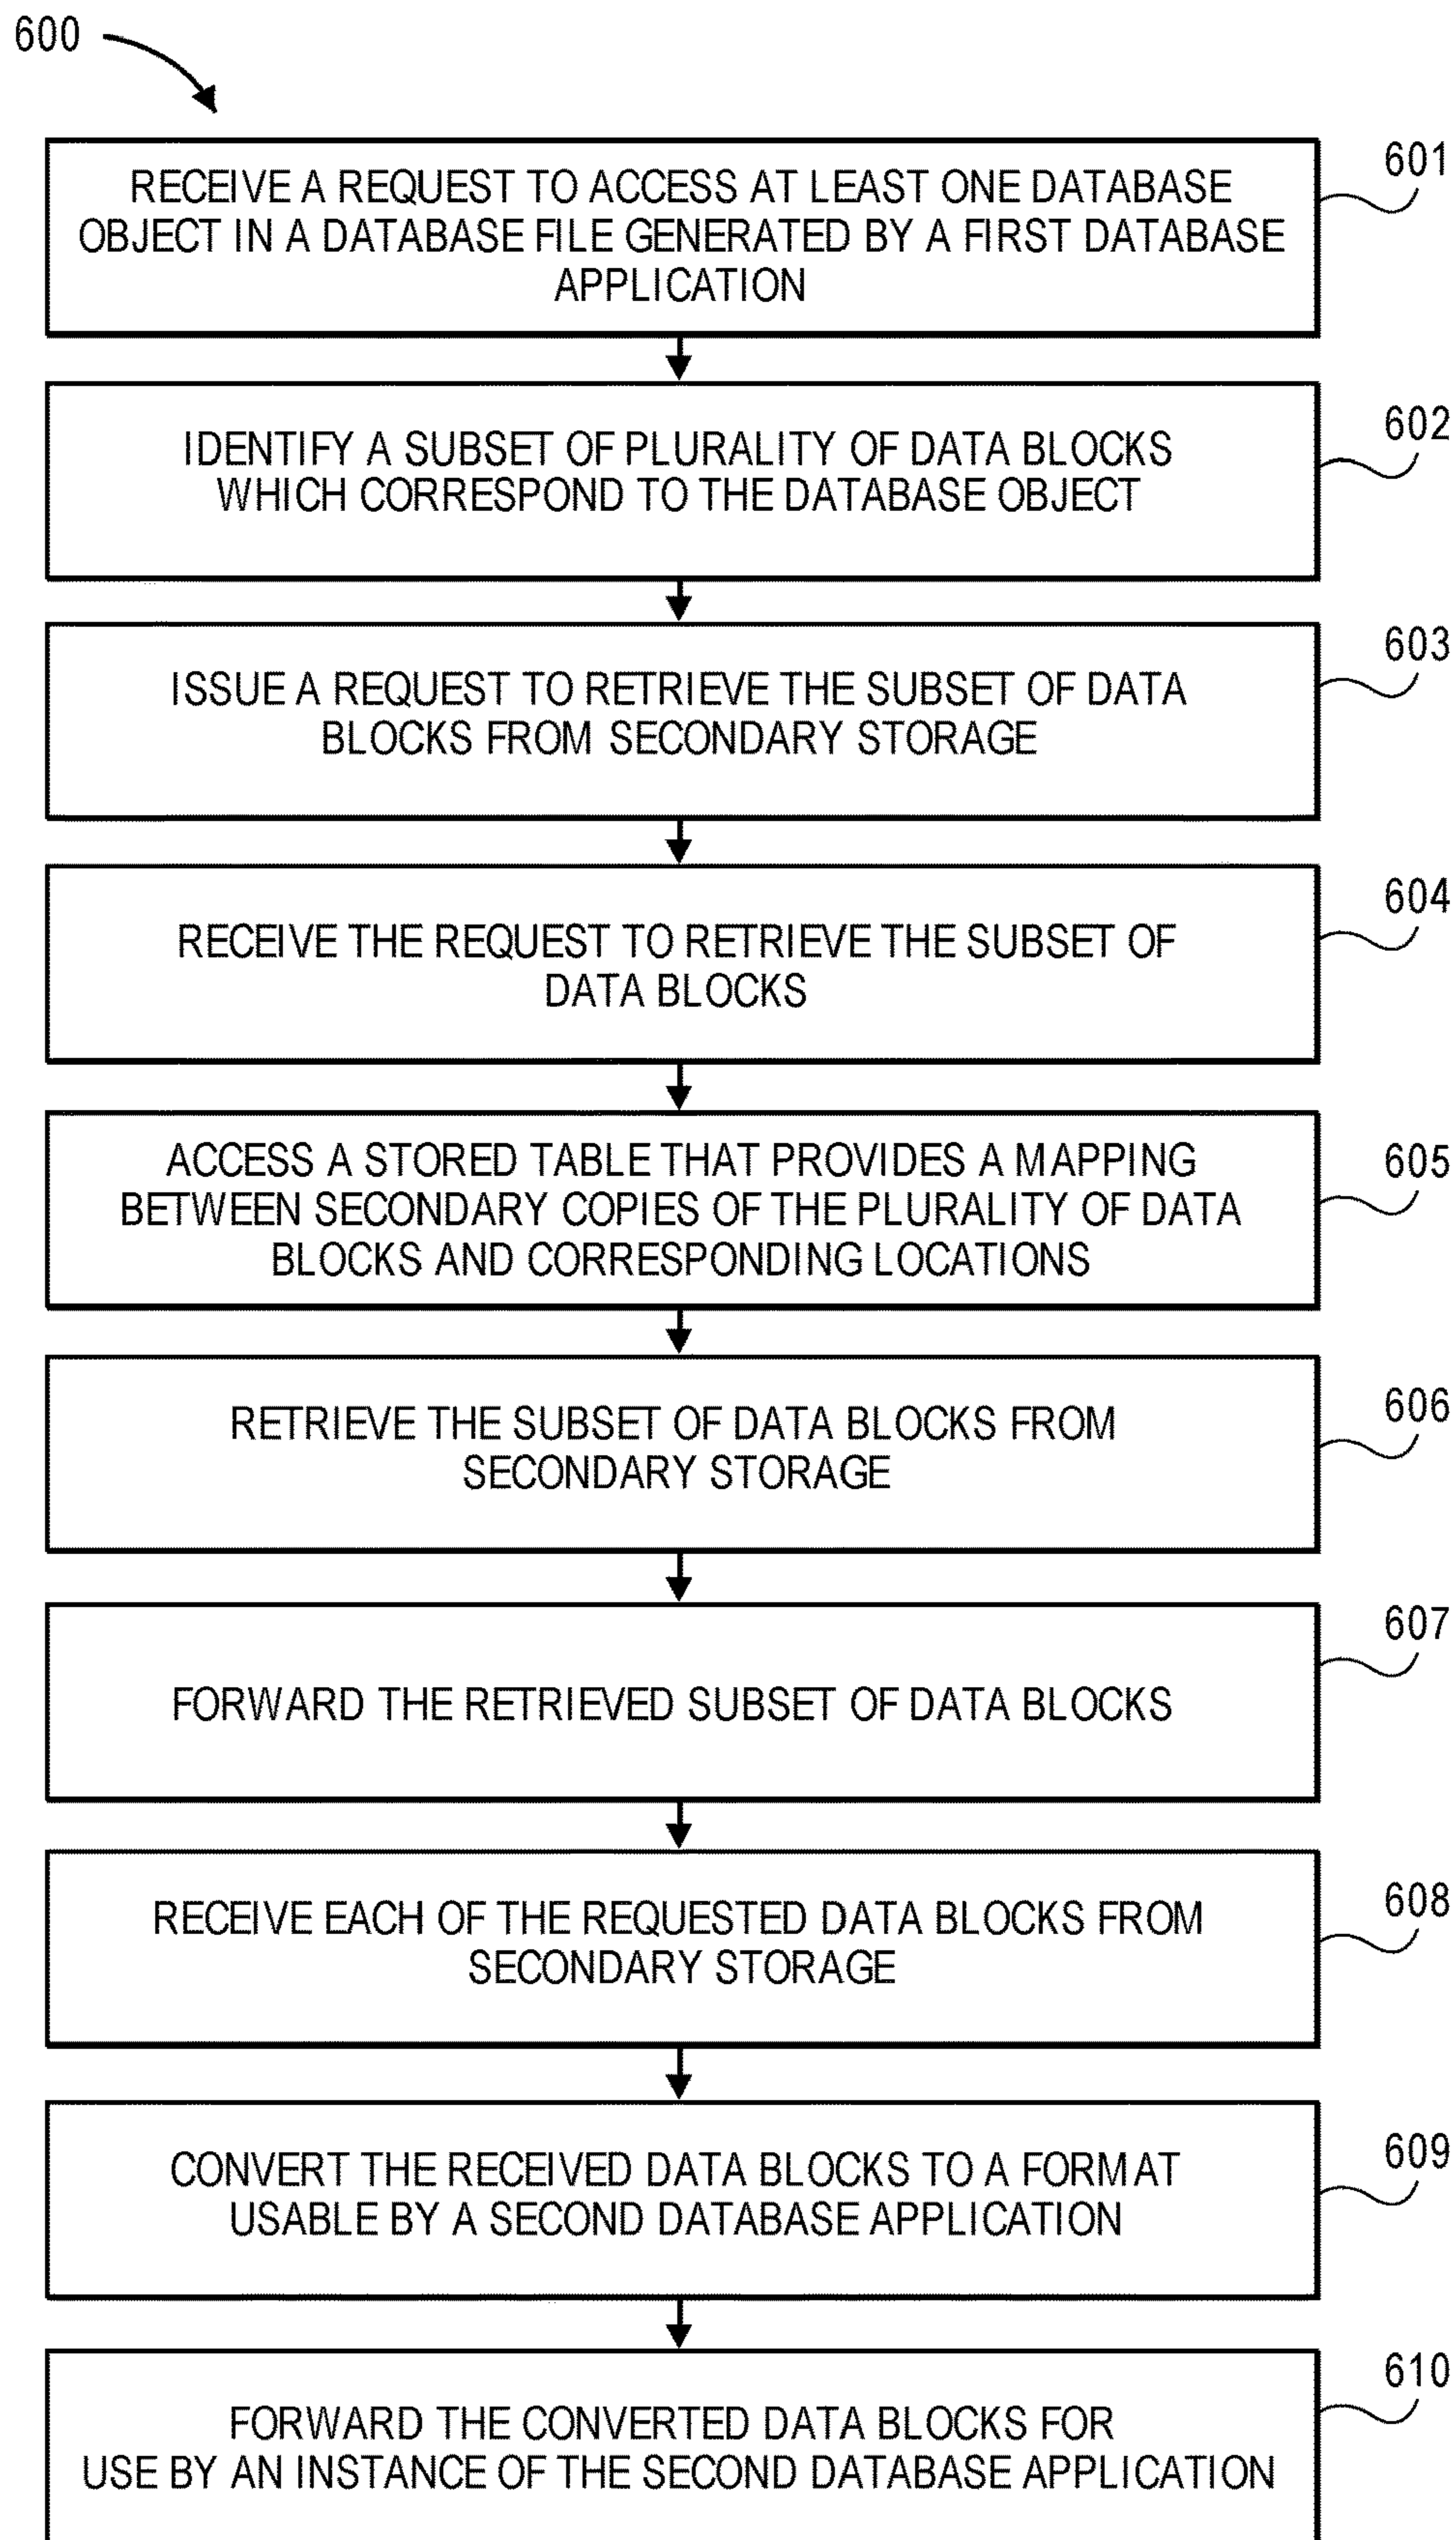 600
601
RECEIVE A REQUEST TO ACCESS AT LEAST ONE DATABASE
OBJECT IN A DATABASE FILE GENERATED BY A FIRST DATABASE
APPLICATION
602
IDENTIFY A SUBSET OF PLURALITY OF DATA BLOCKS
WHICH CORRESPOND TO THE DATABASE OBJECT
603
ISSUE A REQUEST TO RETRIEVE THE SUBSET OF DATA
BLOCKS FROM SECONDARY STORAGE
604
RECEIVE THE REQUEST TO RETRIEVE THE SUBSET OF
DATA BLOCKS
605
ACCESS A STORED TABLE THAT PROVIDES A MAPPING
BETWEEN SECONDARY COPIES OF THE PLURALITY OF DATA
BLOCKS AND CORRESPONDING LOCATIONS
606
RETRIEVE THE SUBSET OF DATA BLOCKS FROM
SECONDARY STORAGE
607
FORWARD THE RETRIEVED SUBSET OF DATA BLOCKS
608
RECEIVE EACH OF THE REQUESTED DATA BLOCKS FROM
SECONDARY STORAGE
609
CONVERT THE RECEIVED DATA BLOCKS TO A FORMAT
USABLE BY A SECOND DATABASE APPLICATION
610
FORWARD THE CONVERTED DATA BLOCKS FOR
USE BY AN INSTANCE OF THE SECOND DATABASE APPLICATION